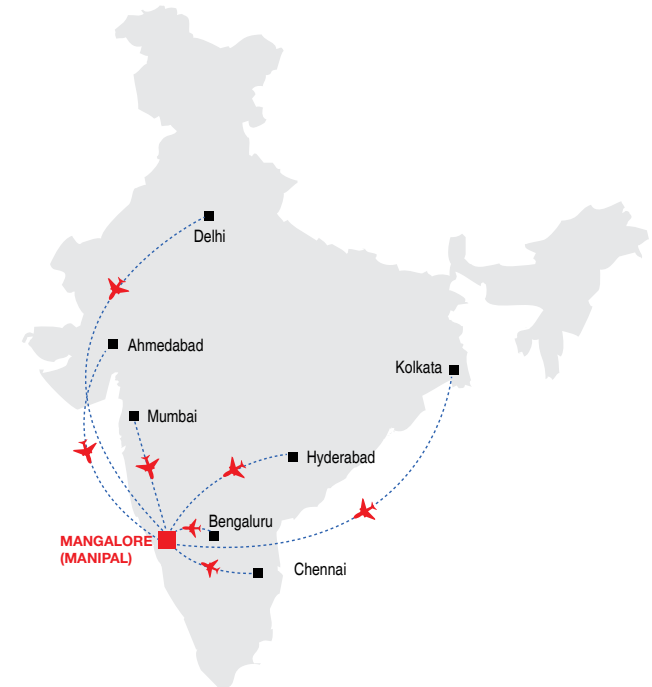 Delhi
Ahmedabad
Kolkata
Mumbai
Hyderabad
Bengaluru
MANGALORE
(MANIPAL)
Chennai